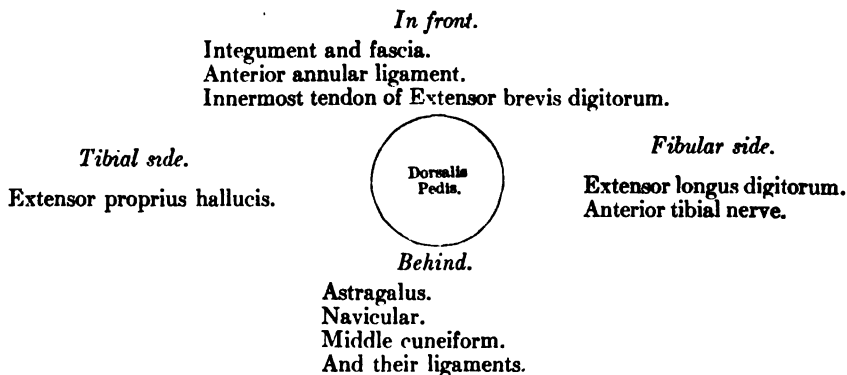 In front.
Integument and fascia.
Anterior annular ligament.
Innermost tendon of Extensor brevis digitorum.
Tibial side.
Extensor proprius hallucis.
Dorsalis
Pedis.
Fibular side.
Extensor longus digitorum.
Anterior tibial nerve.
Behind.
Astragalus.
Navicular.
Middle cuneiform.
And their ligaments.